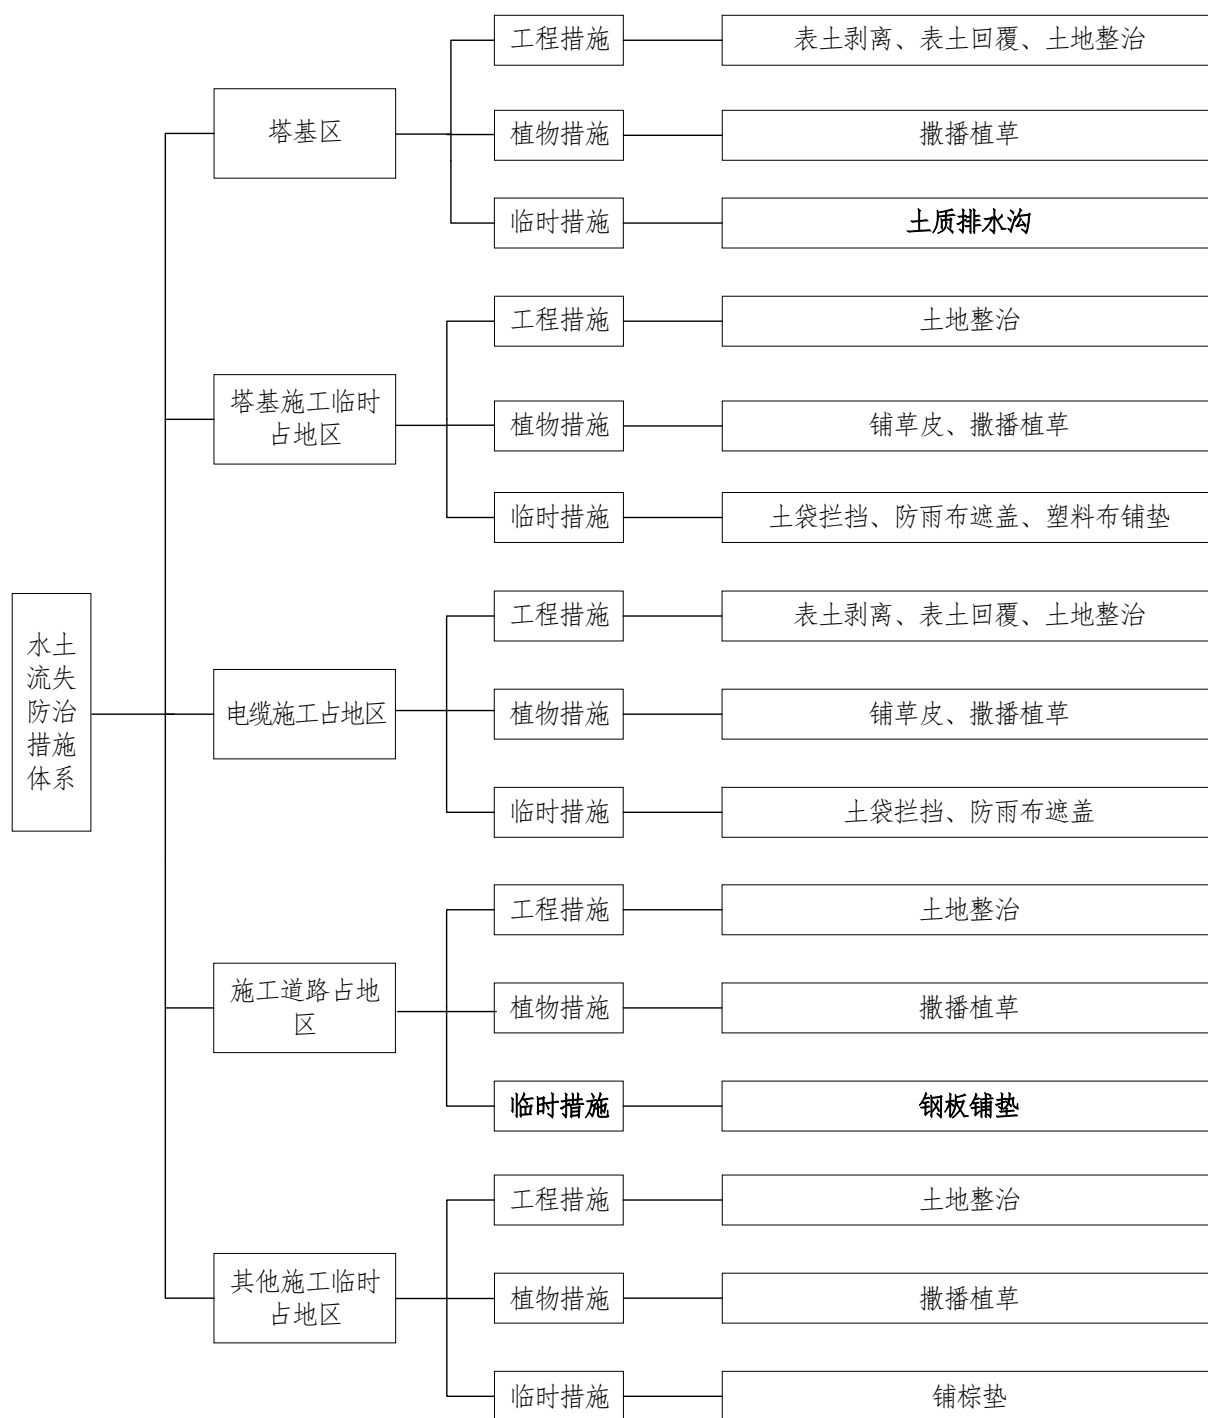 工程措施
表土剥离、表土回覆、土地整治
塔基区
植物措施
撒播植草
临时措施
土质排水沟
工程措施
土地整治
塔基施工临时
占地区
植物措施
铺草皮、撒播植草
临时措施
土袋拦挡、防雨布遮盖、塑料布铺垫
水土
流失
防治
措施
体系
工程措施
表土剥离、表土回覆、土地整治
电缆施工占地区
植物措施
铺草皮、撒播植草
临时措施
土袋拦挡、防雨布遮盖
工程措施
土地整治
施工道路占地
区
植物措施
撒播植草
临时措施
钢板铺垫
工程措施
土地整治
其他施工临时
占地区
植物措施
撒播植草
临时措施
铺棕垫